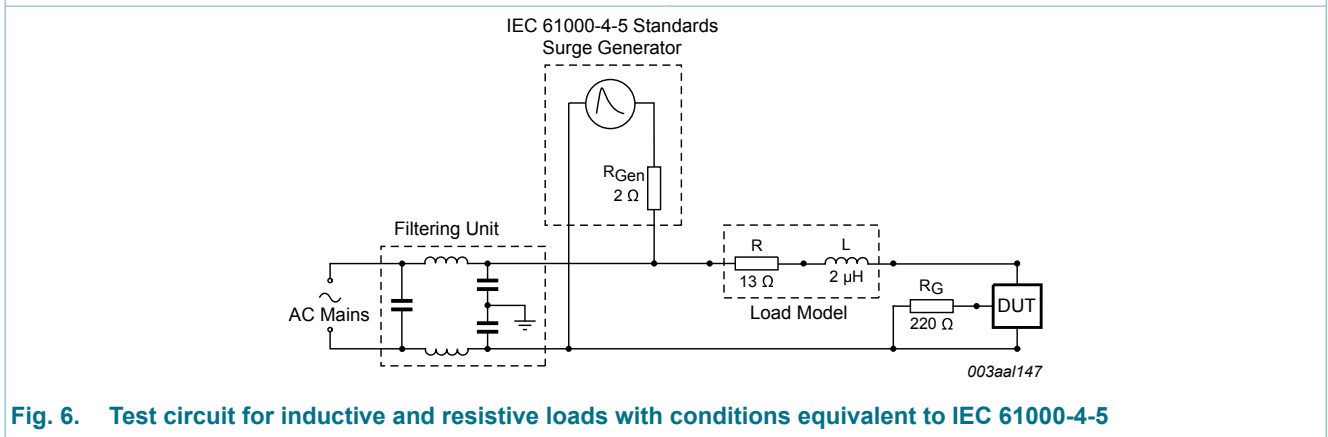 IEC 61000-4-5 Standards
Surge Generator
RGen
2 Ω
Filtering Unit
R
L
13 Ω
2 µH
Load Model
RG
220 Ω
DUT
AC Mains
003aal147
Fig. 6. Test circuit for inductive and resistive loads with conditions equivalent to IEC 61000-4-5